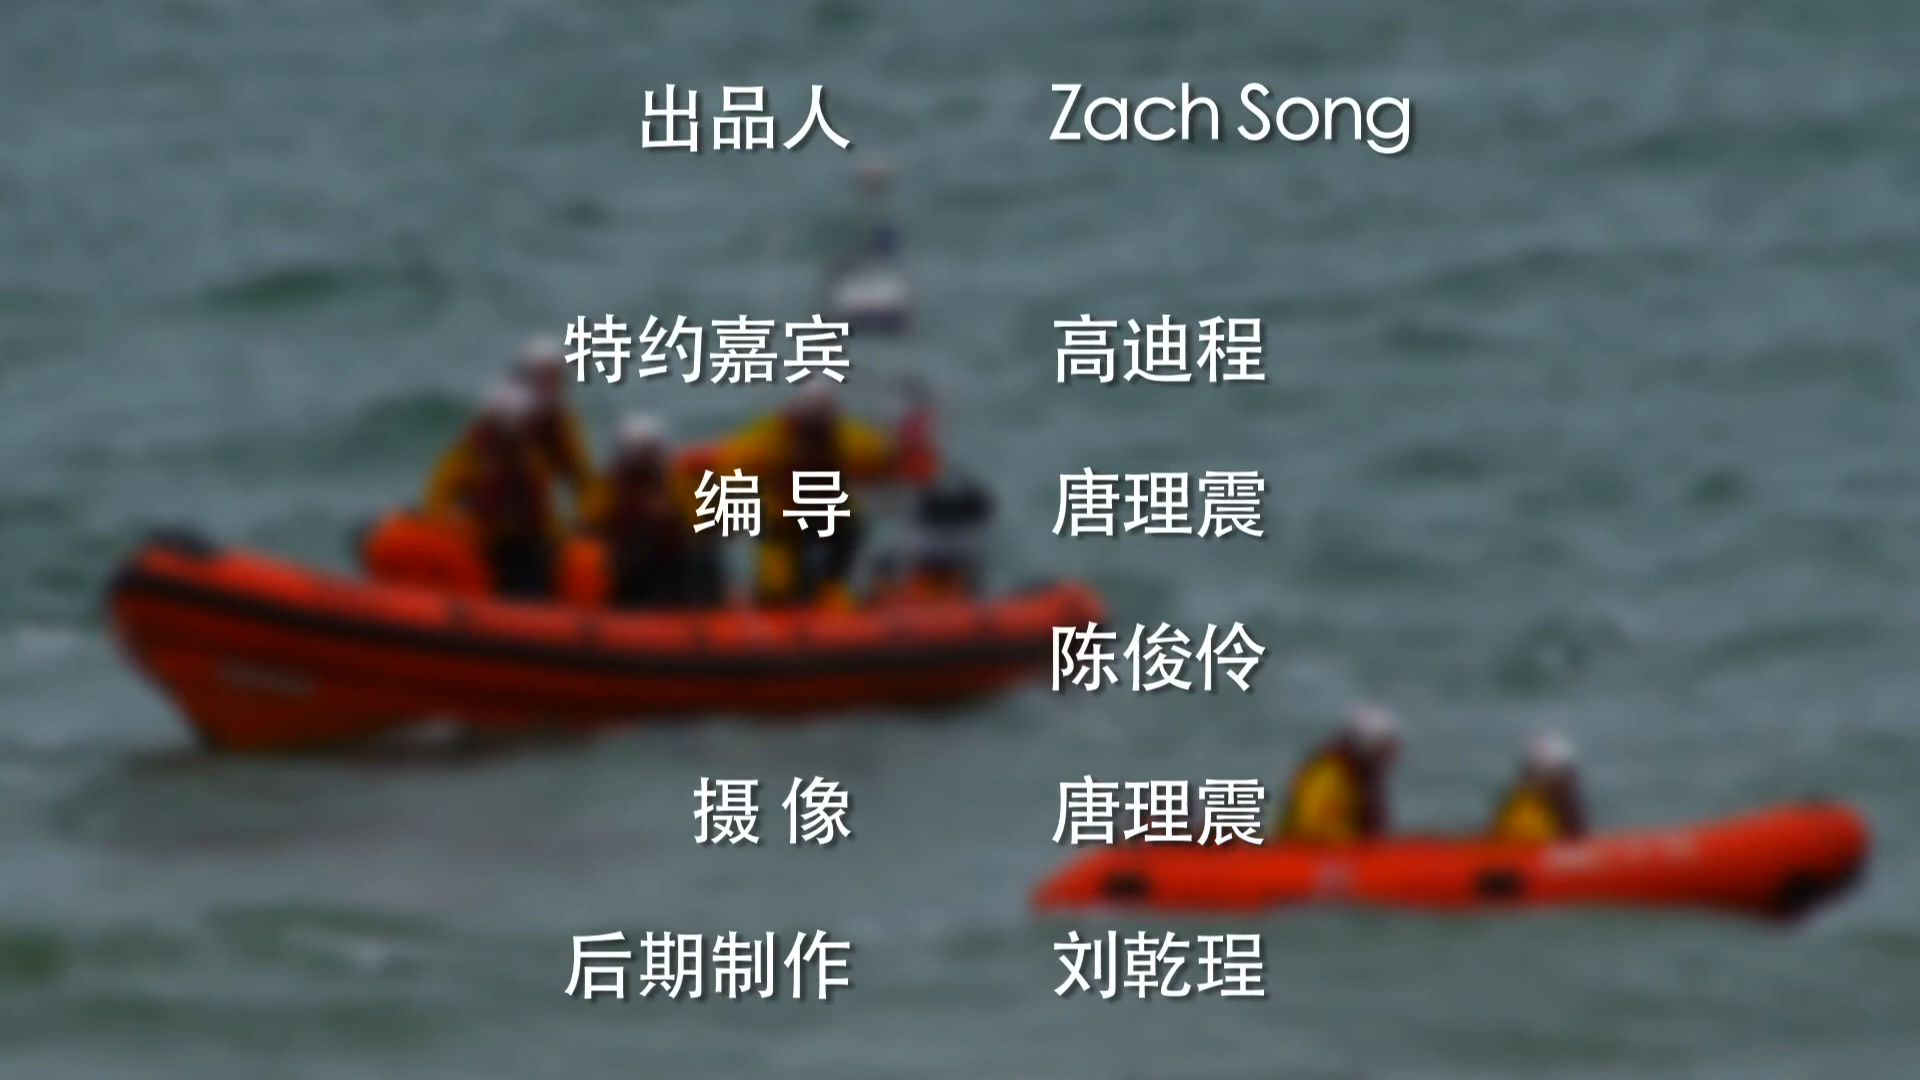 出品人 Zach Song
特约嘉宾 高迪程
编 导 唐理震
陈俊伶
摄 像 唐理震
后期制作 刘乾珵